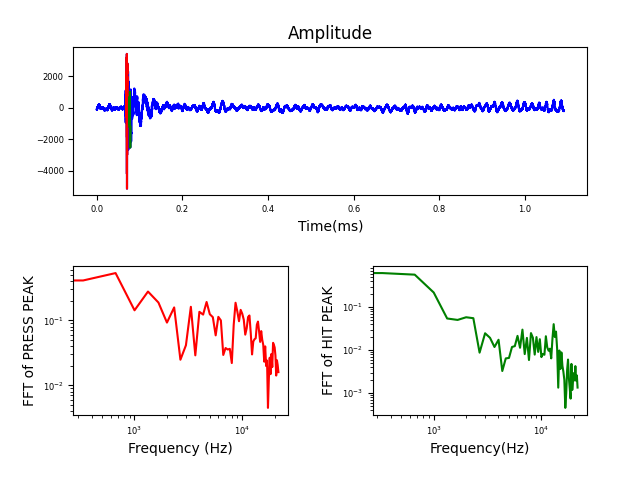 Amplitude
2000
0
−2000
−4000
0.0 0.2 0.4 0.6 0.8 1.0
Time(ms)
FFT of PRESS PEAK
10⁻¹
10⁻²
10³ 10⁴
Frequency (Hz)
FFT of HIT PEAK
10⁻¹
10⁻²
10⁻³
10³ 10⁴
Frequency(Hz)